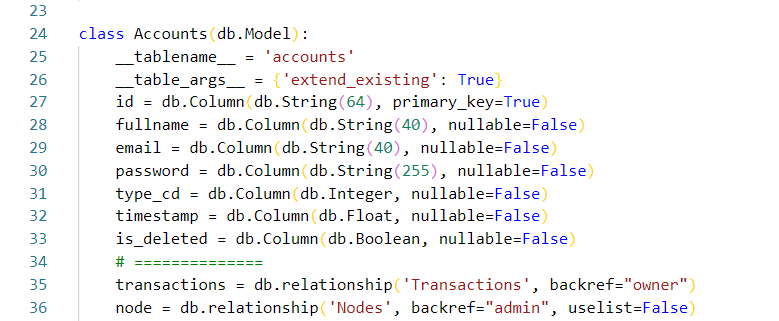 23
24 class Accounts(db.Model):
25     __tablename__ = 'accounts'
26     __table_args__ = {'extend_existing': True}
27     id = db.Column(db.String(64), primary_key=True)
28     fullname = db.Column(db.String(40), nullable=False)
29     email = db.Column(db.String(40), nullable=False)
30     password = db.Column(db.String(255), nullable=False)
31     type_cd = db.Column(db.Integer, nullable=False)
32     timestamp = db.Column(db.Float, nullable=False)
33     is_deleted = db.Column(db.Boolean, nullable=False)
34     # ==============
35     transactions = db.relationship('Transactions', backref="owner")
36     node = db.relationship('Nodes', backref="admin", uselist=False)